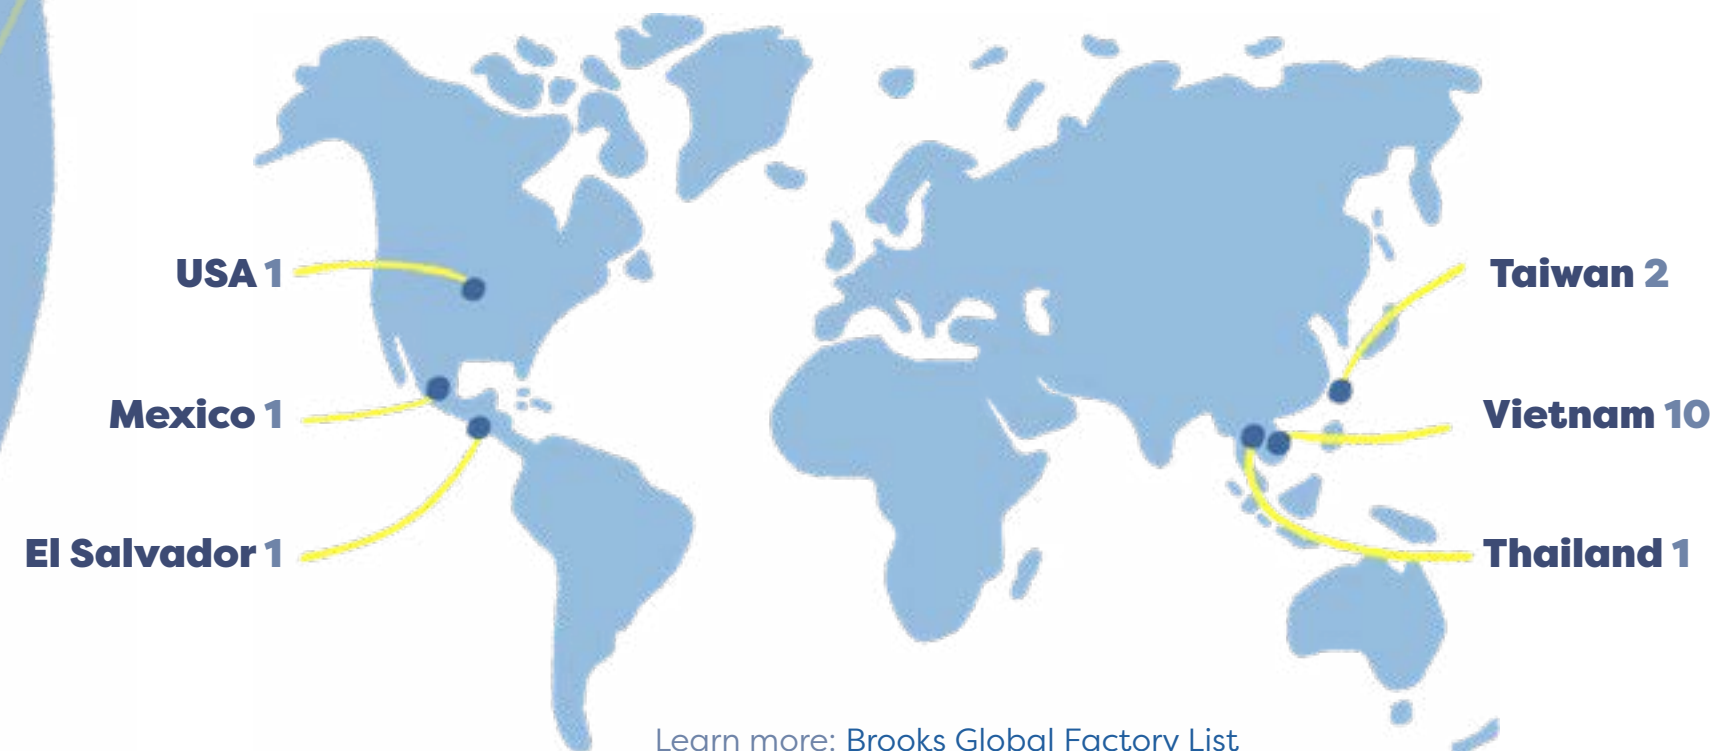 USA 1
Mexico 1
El Salvador 1
Taiwan 2
Vietnam 10
Thailand 1
Learn more: Brooks Global Factory List